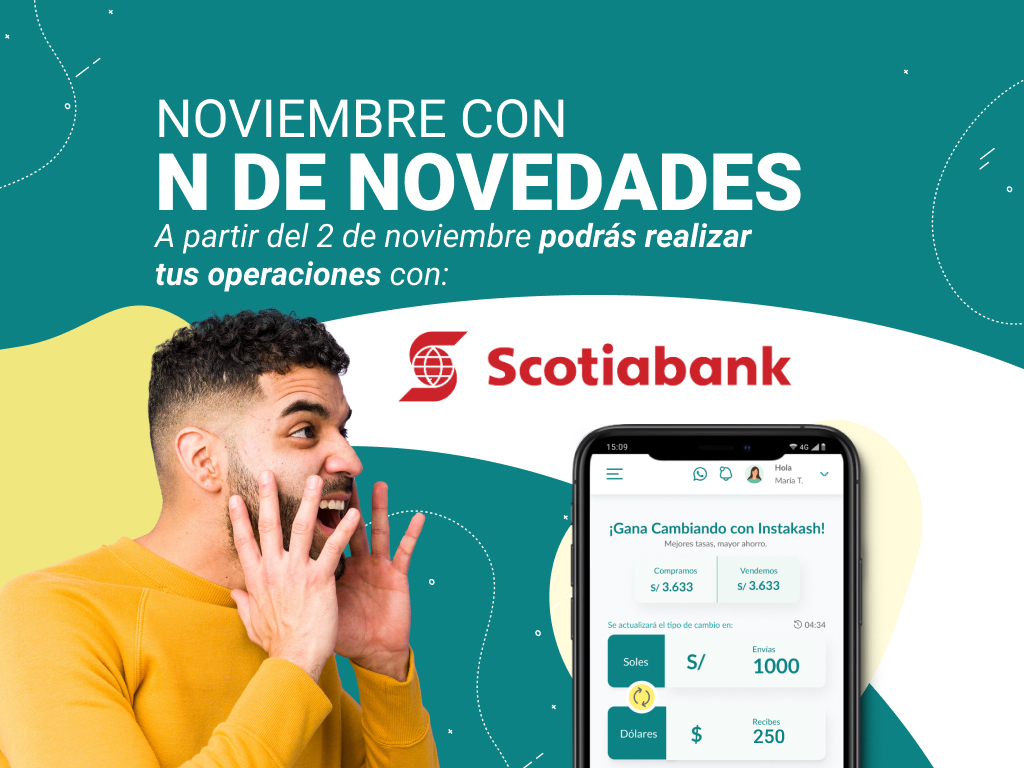 NOVIEMBRE CON
N DE NOVEDADES
A partir del 2 de noviembre podrás realizar
tus operaciones con:
Scotiabank
15:09
4G
Hola
María T.
¡Gana Cambiando con Instakash!
Mejores tasas, mayor ahorro.
Compramos
S/ 3.633
Vendemos
S/ 3.633
Se actualizará el tipo de cambio en:
04:34
Soles
S/
Envías
1000
Dólares
$
Recibes
250